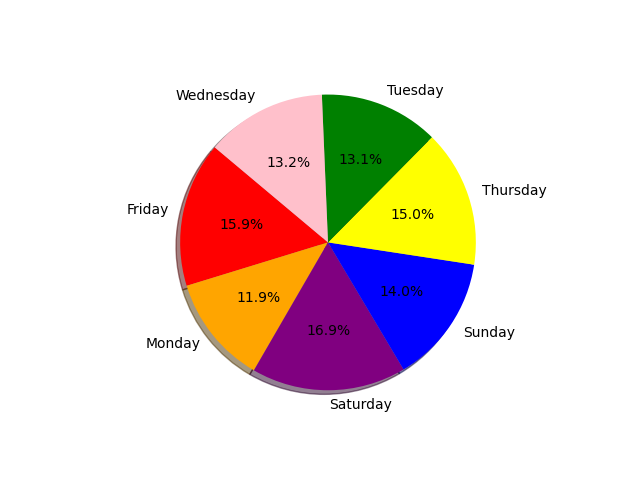 Tuesday
Wednesday
13.1%
13.2%
Thursday
Friday
15.0%
15.9%
14.0%
11.9%
Sunday
16.9%
Monday
Saturday